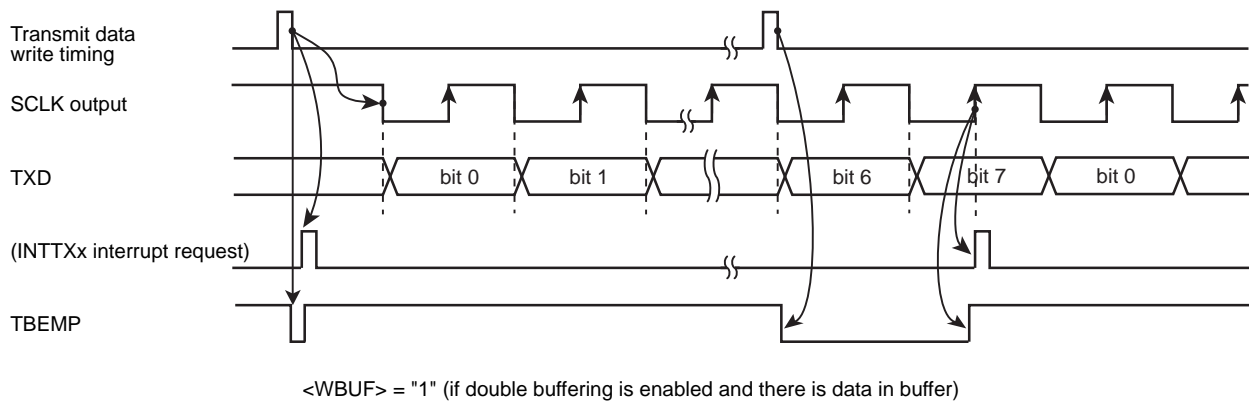 Transmit data
write timing
SCLK output
TXD
bit 0
bit 1
bit 6
bit 7
bit 0
(INTTXx interrupt request)
TBEMP
<WBUF> = "1" (if double buffering is enabled and there is data in buffer)